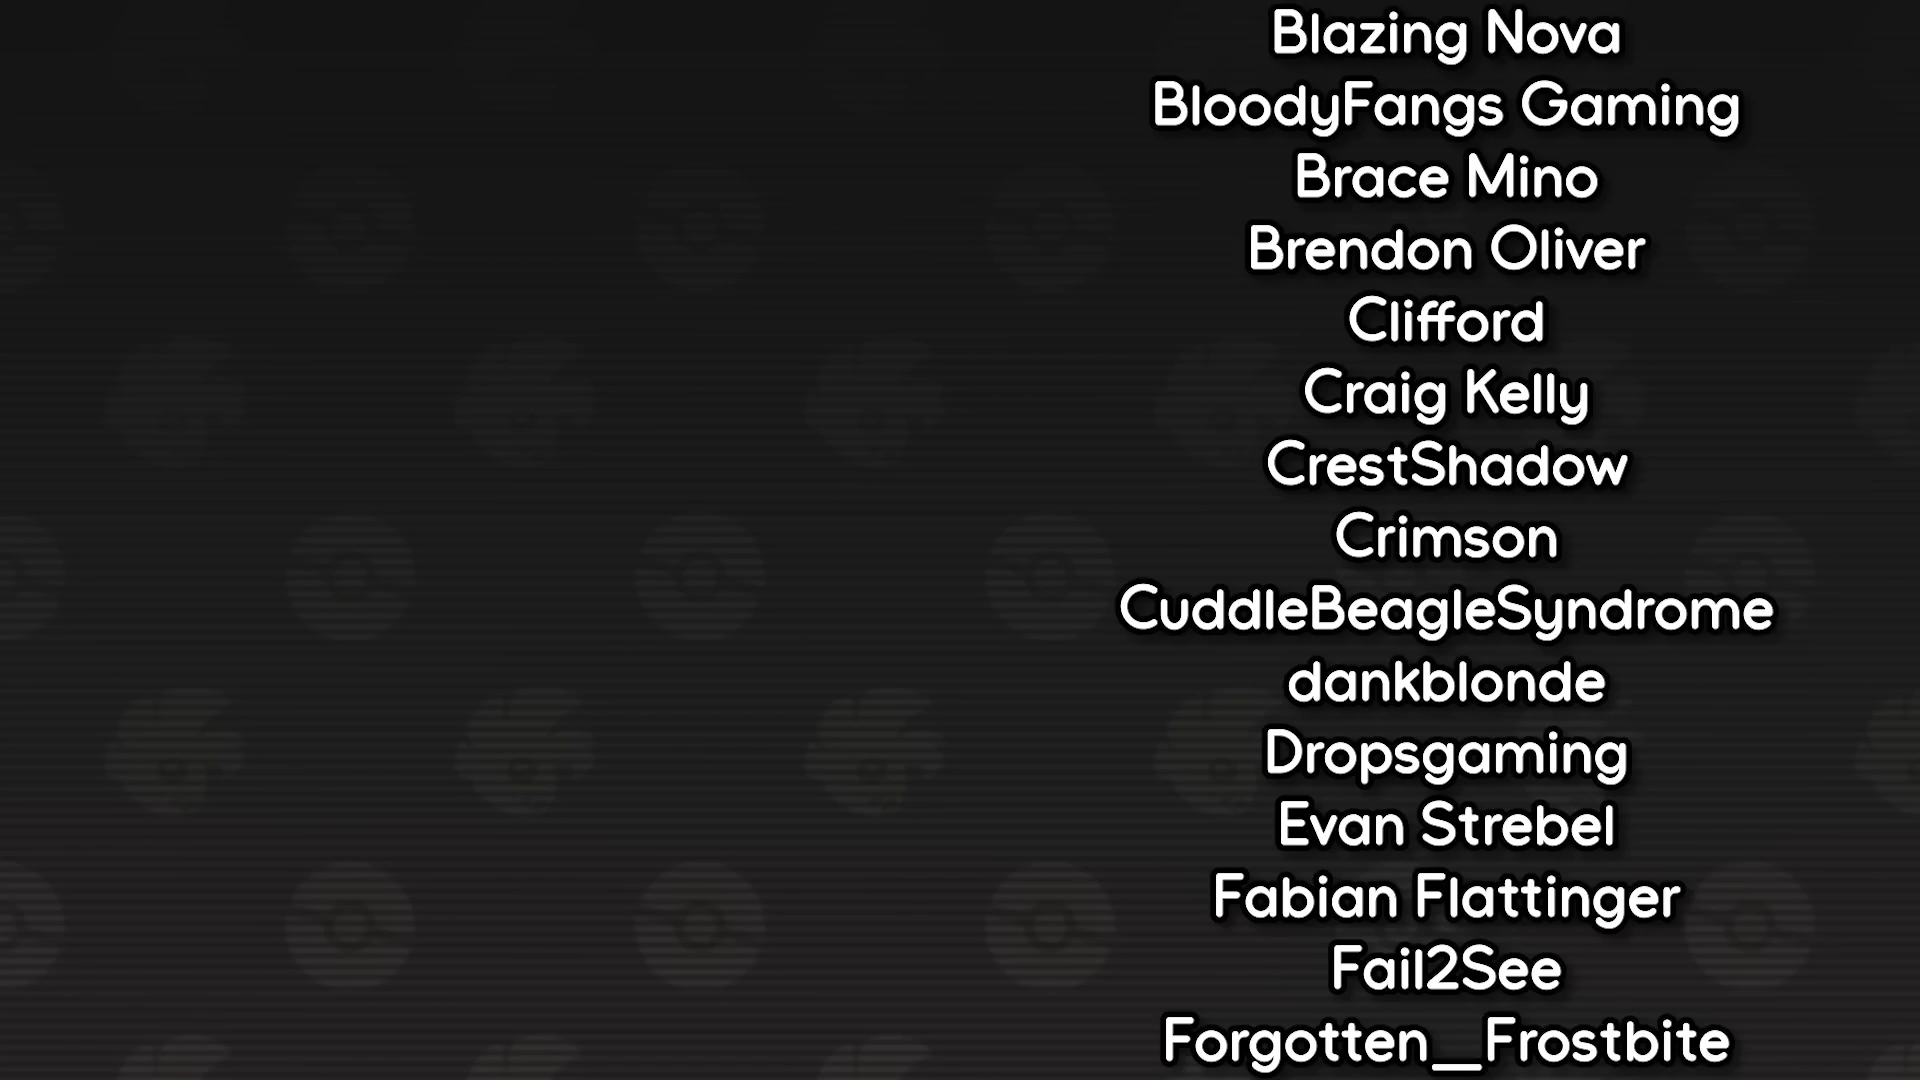 Blazing Nova
BloodyFangs Gaming
Brace Mino
Brendon Oliver
Clifford
Craig Kelly
CrestShadow
Crimson
CuddleBeagleSyndrome
dankblonde
Dropsgaming
Evan Strebel
Fabian Flattinger
Fail2See
Forgotten_Frostbite